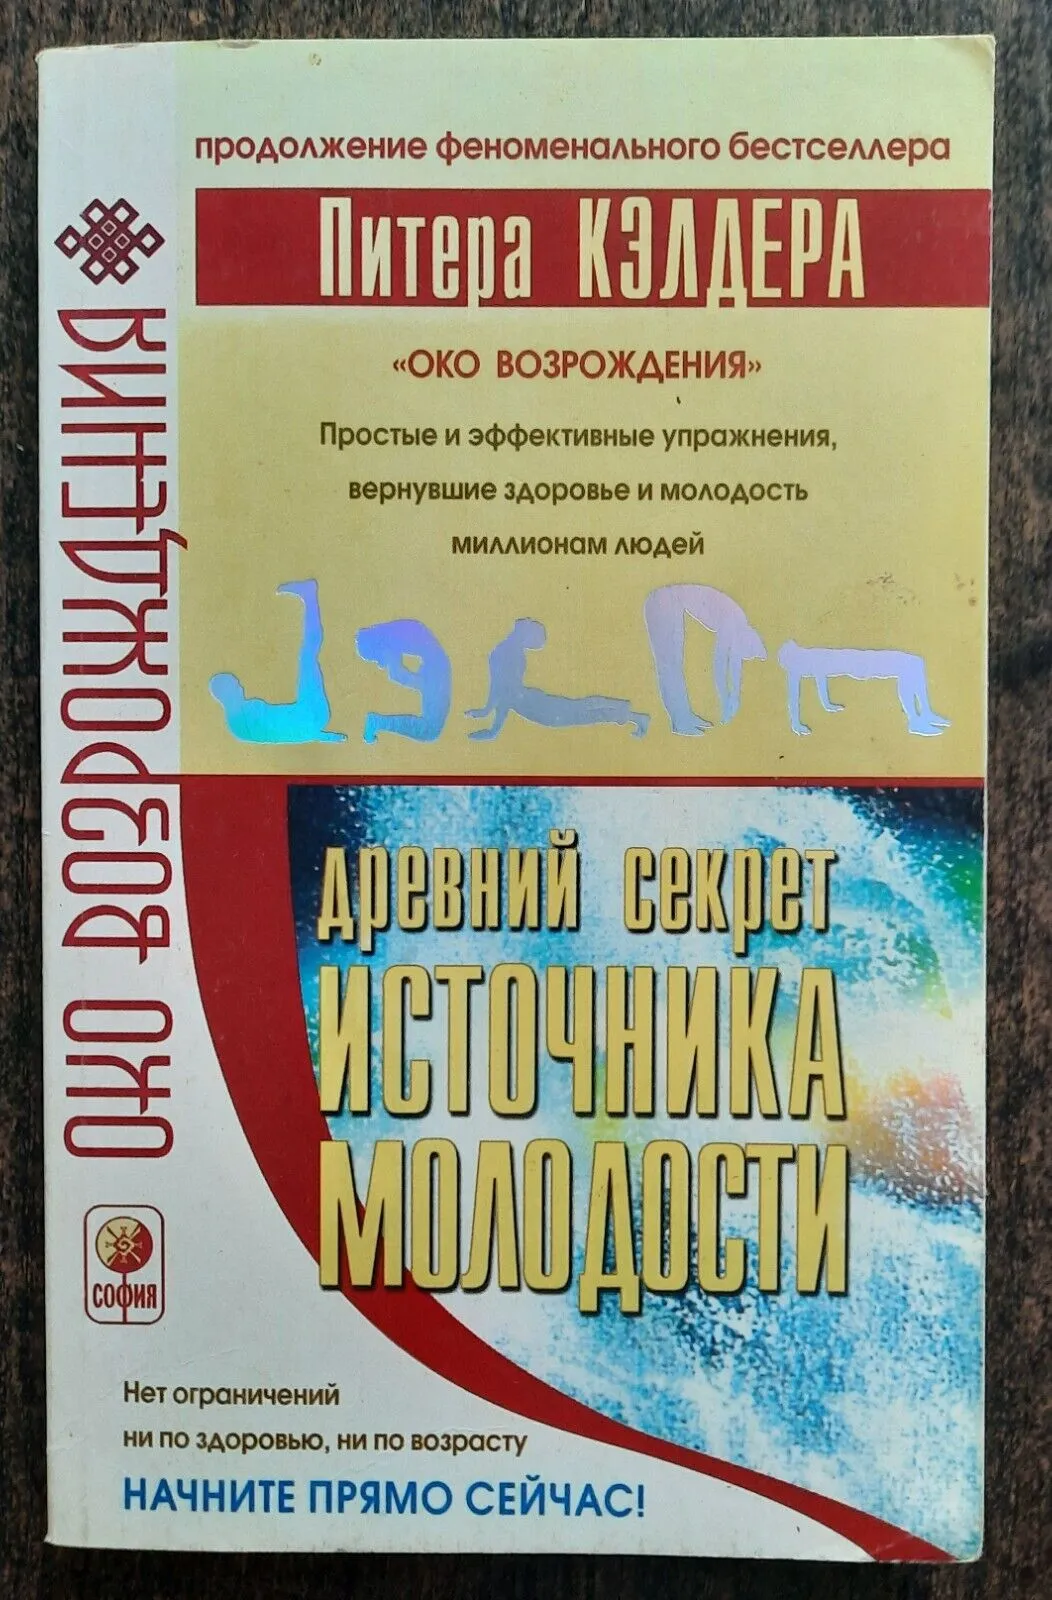 продолжение феноменального бестселлера
Питера КЭЛДЕРА
«ОКО ВОЗРОЖДЕНИЯ»
Простые и эффективные упражнения,
вернувшие здоровье и молодость
миллионам людей
ОКО ВОЗРОЖДЕНИЯ
древний секрет
ИСТОЧНИКА
МОЛОДОСТИ
СОФИЯ
Нет ограничений
ни по здоровью, ни по возрасту
НАЧНИТЕ ПРЯМО СЕЙЧАС!